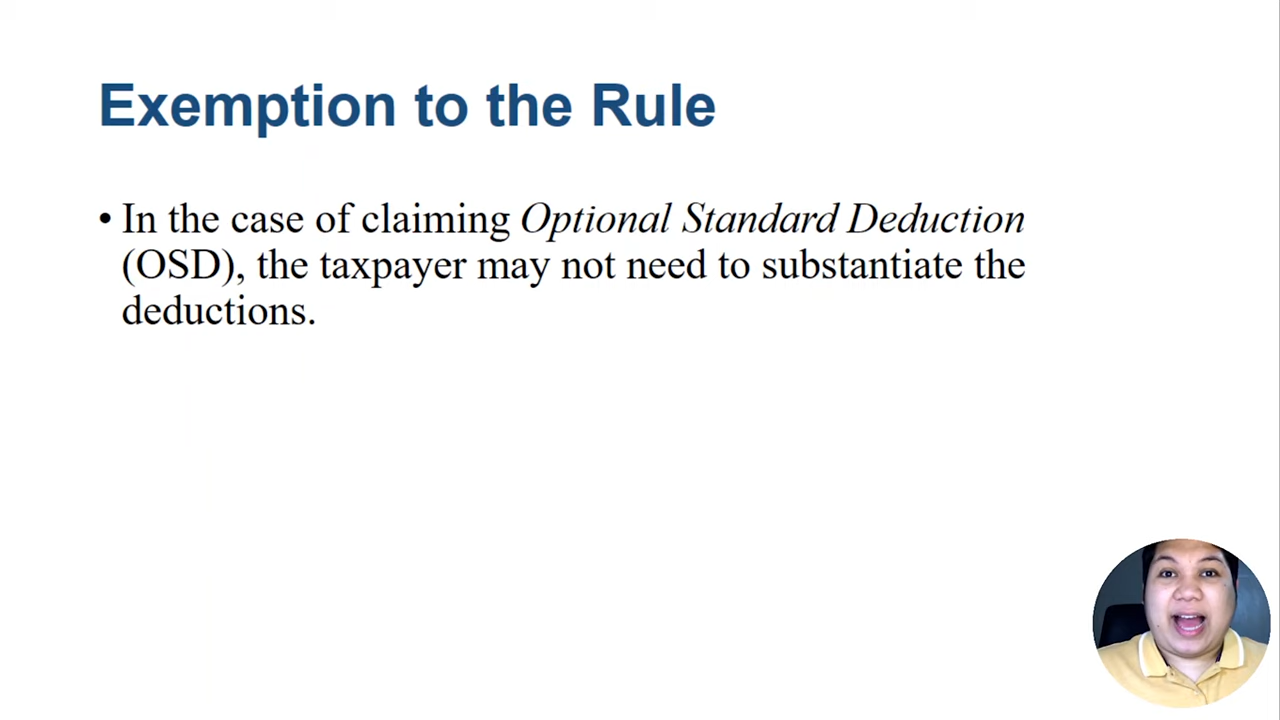 Exemption to the Rule
• In the case of claiming Optional Standard Deduction
(OSD), the taxpayer may not need to substantiate the
deductions.